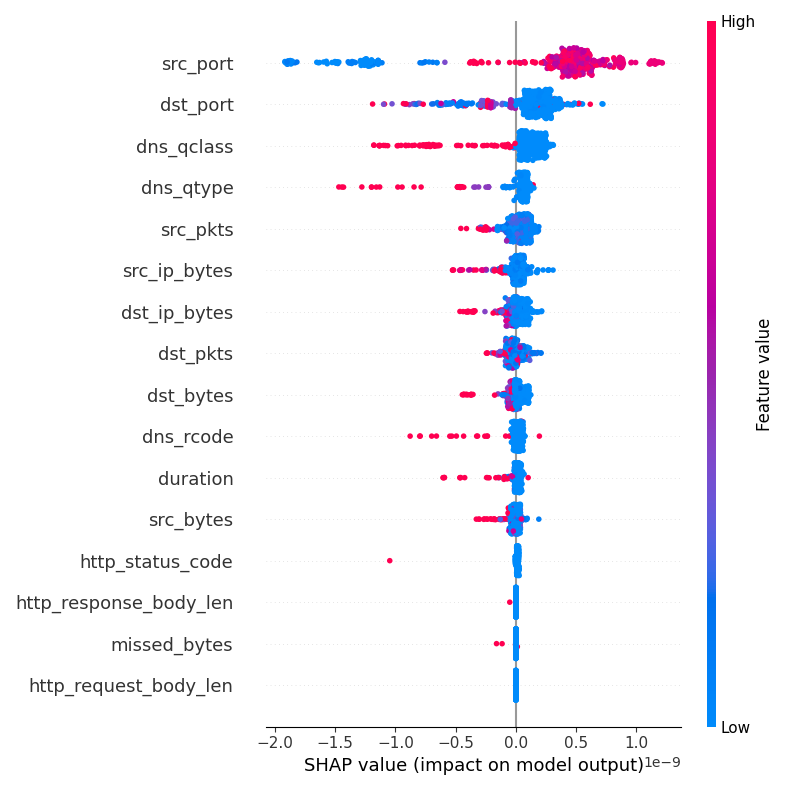 High
src_port
dst_port
dns_qclass
dns_qtype
src_pkts
src_ip_bytes
dst_ip_bytes
dst_pkts
dst_bytes
dns_rcode
duration
src_bytes
http_status_code
http_response_body_len
missed_bytes
http_request_body_len
Feature value
Low
−2.0 −1.5 −1.0 −0.5 0.0 0.5 1.0
SHAP value (impact on model output) 1e−9